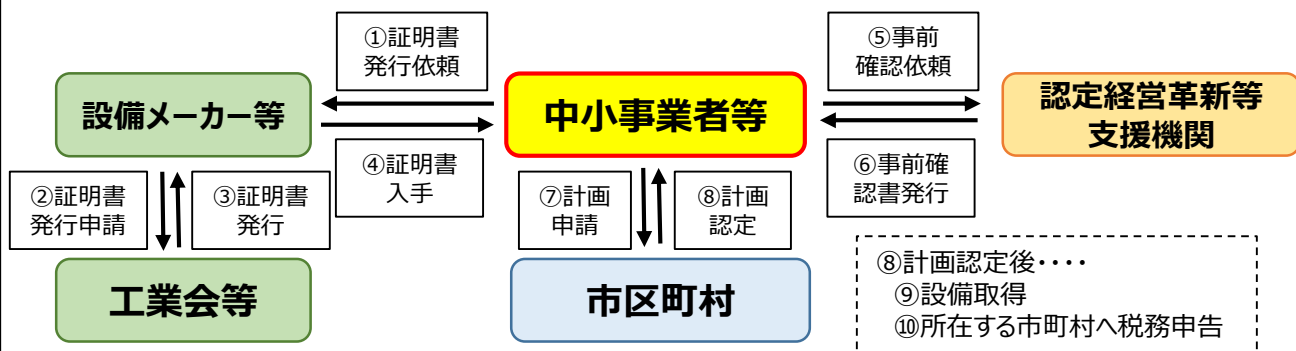 ①証明書
発行依頼
⑤事前
確認依頼
設備メーカー等
中小事業者等
認定経営革新等
支援機関
②証明書
発行申請
③証明書
発行
④証明書
入手
⑦計画
申請
⑧計画
認定
⑥事前確
認書発行
工業会等
市区町村
⑧計画認定後・・・・
⑨設備取得
⑩所在する市町村へ税務申告